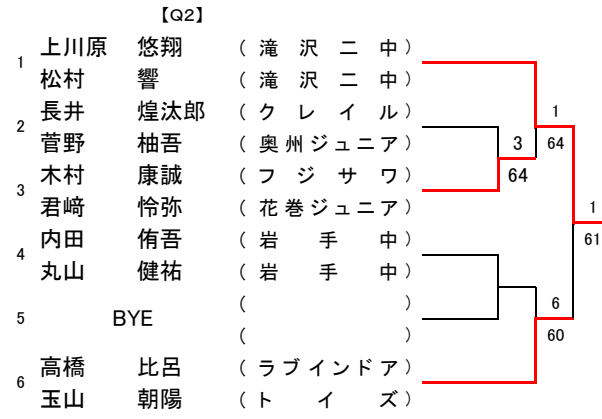 【Q2】
1 上川原 悠翔 ( 滝沢二中 )
松村 響 ( 滝沢二中 )
2 長井 煌汰郎 ( クレイル )
菅野 柚吾 ( 奥州ジュニア )
3 木村 康誠 ( フジサワ )
君﨑 怜弥 ( 花巻ジュニア )
4 内田 侑吾 ( 岩手中 )
丸山 健祐 ( 岩手中 )
5 BYE ( )
( )
6 高橋 比呂 ( ラブインドア )
玉山 朝陽 ( トイズ )
3
64
1
64
6
60
1
61